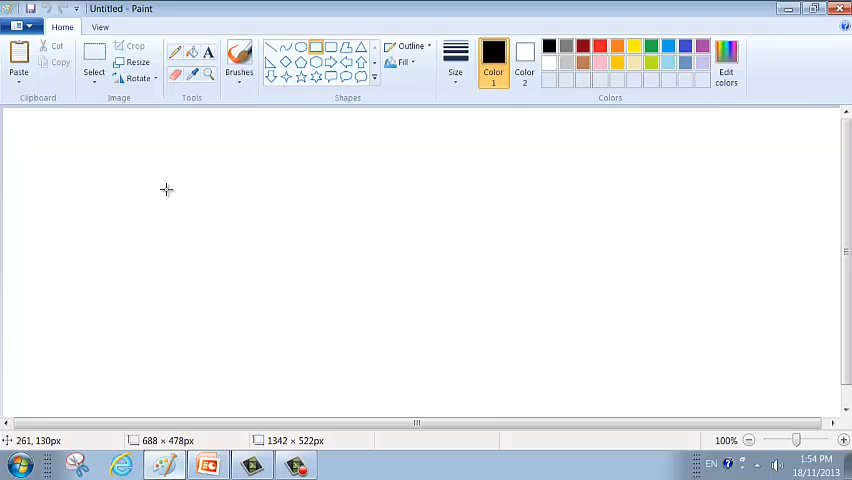 Untitled - Paint
Home View
Paste
Cut
Copy
Clipboard
Select
Crop
Resize
Rotate
Image
A
Tools
Brushes
Outline
Fill
Shapes
Size
Color 1
Color 2
Edit colors
Colors
261, 130px
688 × 478px
1342 × 522px
100%
EN
1:54 PM
18/11/2013